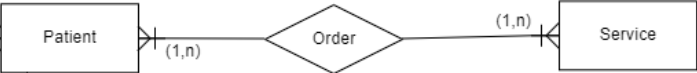 Patient
(1,n)
Order
(1,n)
Service